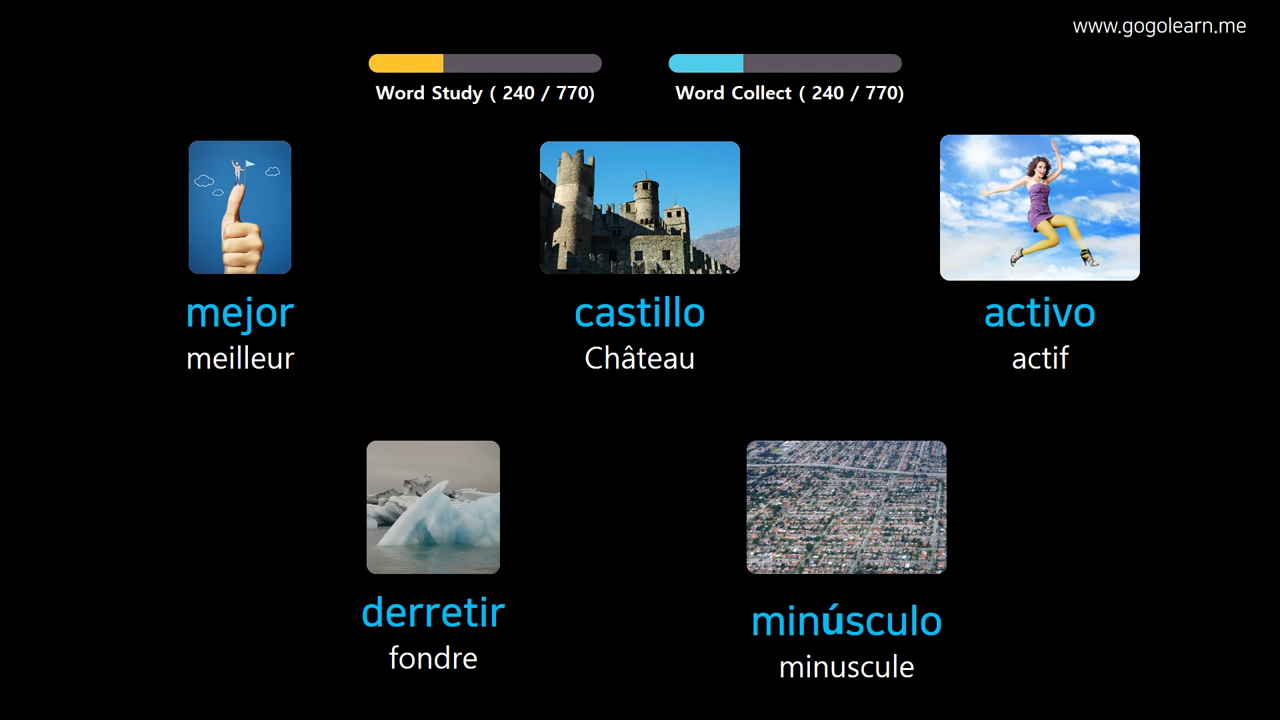 www.gogolearn.me
Word Study ( 240 / 770)
Word Collect ( 240 / 770)
mejor
meilleur
castillo
Château
activo
actif
derretir
fondre
minúsculo
minuscule